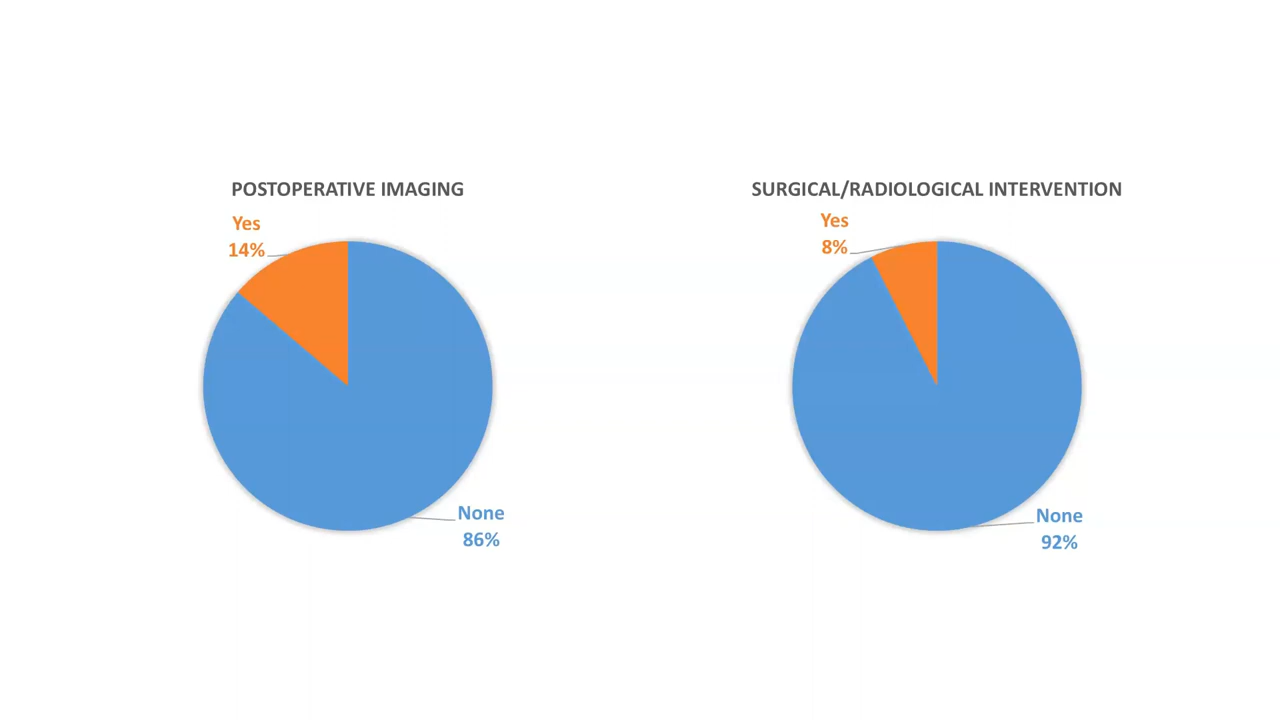 POSTOPERATIVE IMAGING
Yes
14%
None
86%
SURGICAL/RADIOLOGICAL INTERVENTION
Yes
8%
None
92%